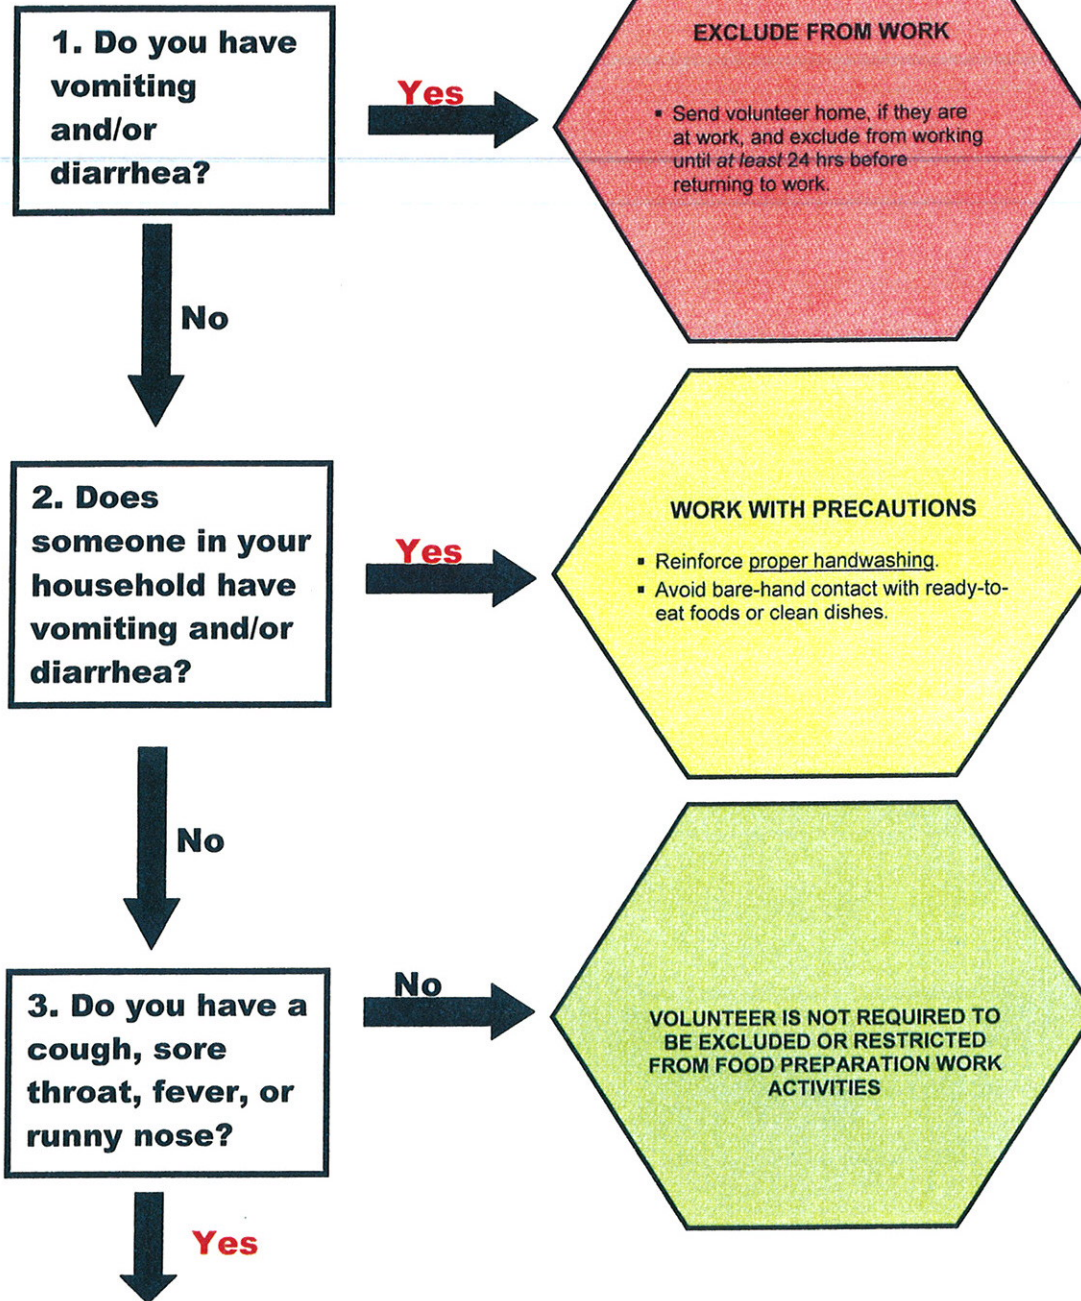 1. Do you have
vomiting
and/or
diarrhea?
Yes
EXCLUDE FROM WORK
▪ Send volunteer home, if they are
at work, and exclude from working
until at least 24 hrs before
returning to work.
No
2. Does
someone in your
household have
vomiting and/or
diarrhea?
Yes
WORK WITH PRECAUTIONS
▪ Reinforce proper handwashing.
▪ Avoid bare-hand contact with ready-to-
eat foods or clean dishes.
No
3. Do you have a
cough, sore
throat, fever, or
runny nose?
No
VOLUNTEER IS NOT REQUIRED TO
BE EXCLUDED OR RESTRICTED
FROM FOOD PREPARATION WORK
ACTIVITIES
Yes